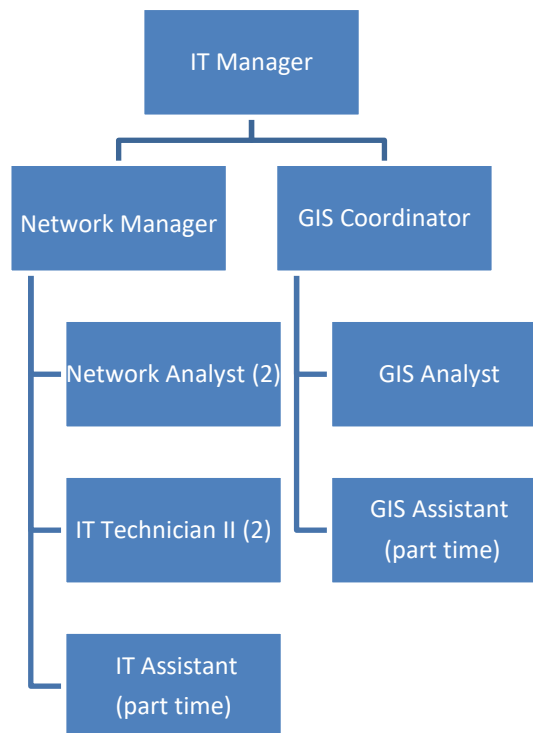 IT Manager
Network Manager
GIS Coordinator
Network Analyst (2)
GIS Analyst
IT Technician II (2)
GIS Assistant
(part time)
IT Assistant
(part time)